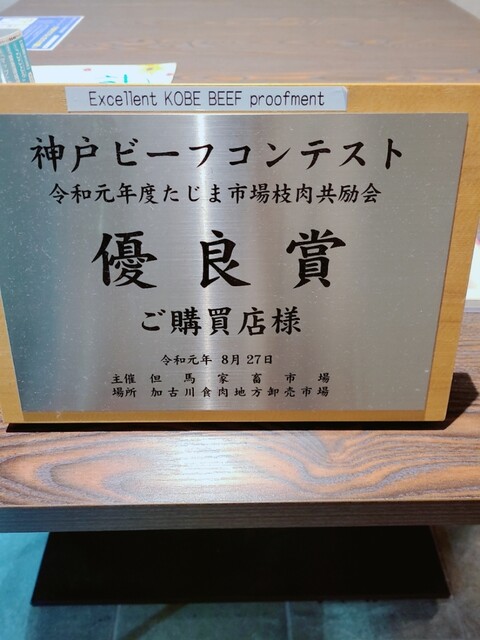 Excellent KOBE BEEF proofment
神戸ビーフコンテスト
令和元年度たじま市場枝肉共励会
優良賞
ご購買店様
令和元年 8月27日
主催 但馬家畜市場
場所 加古川食肉地方卸売市場